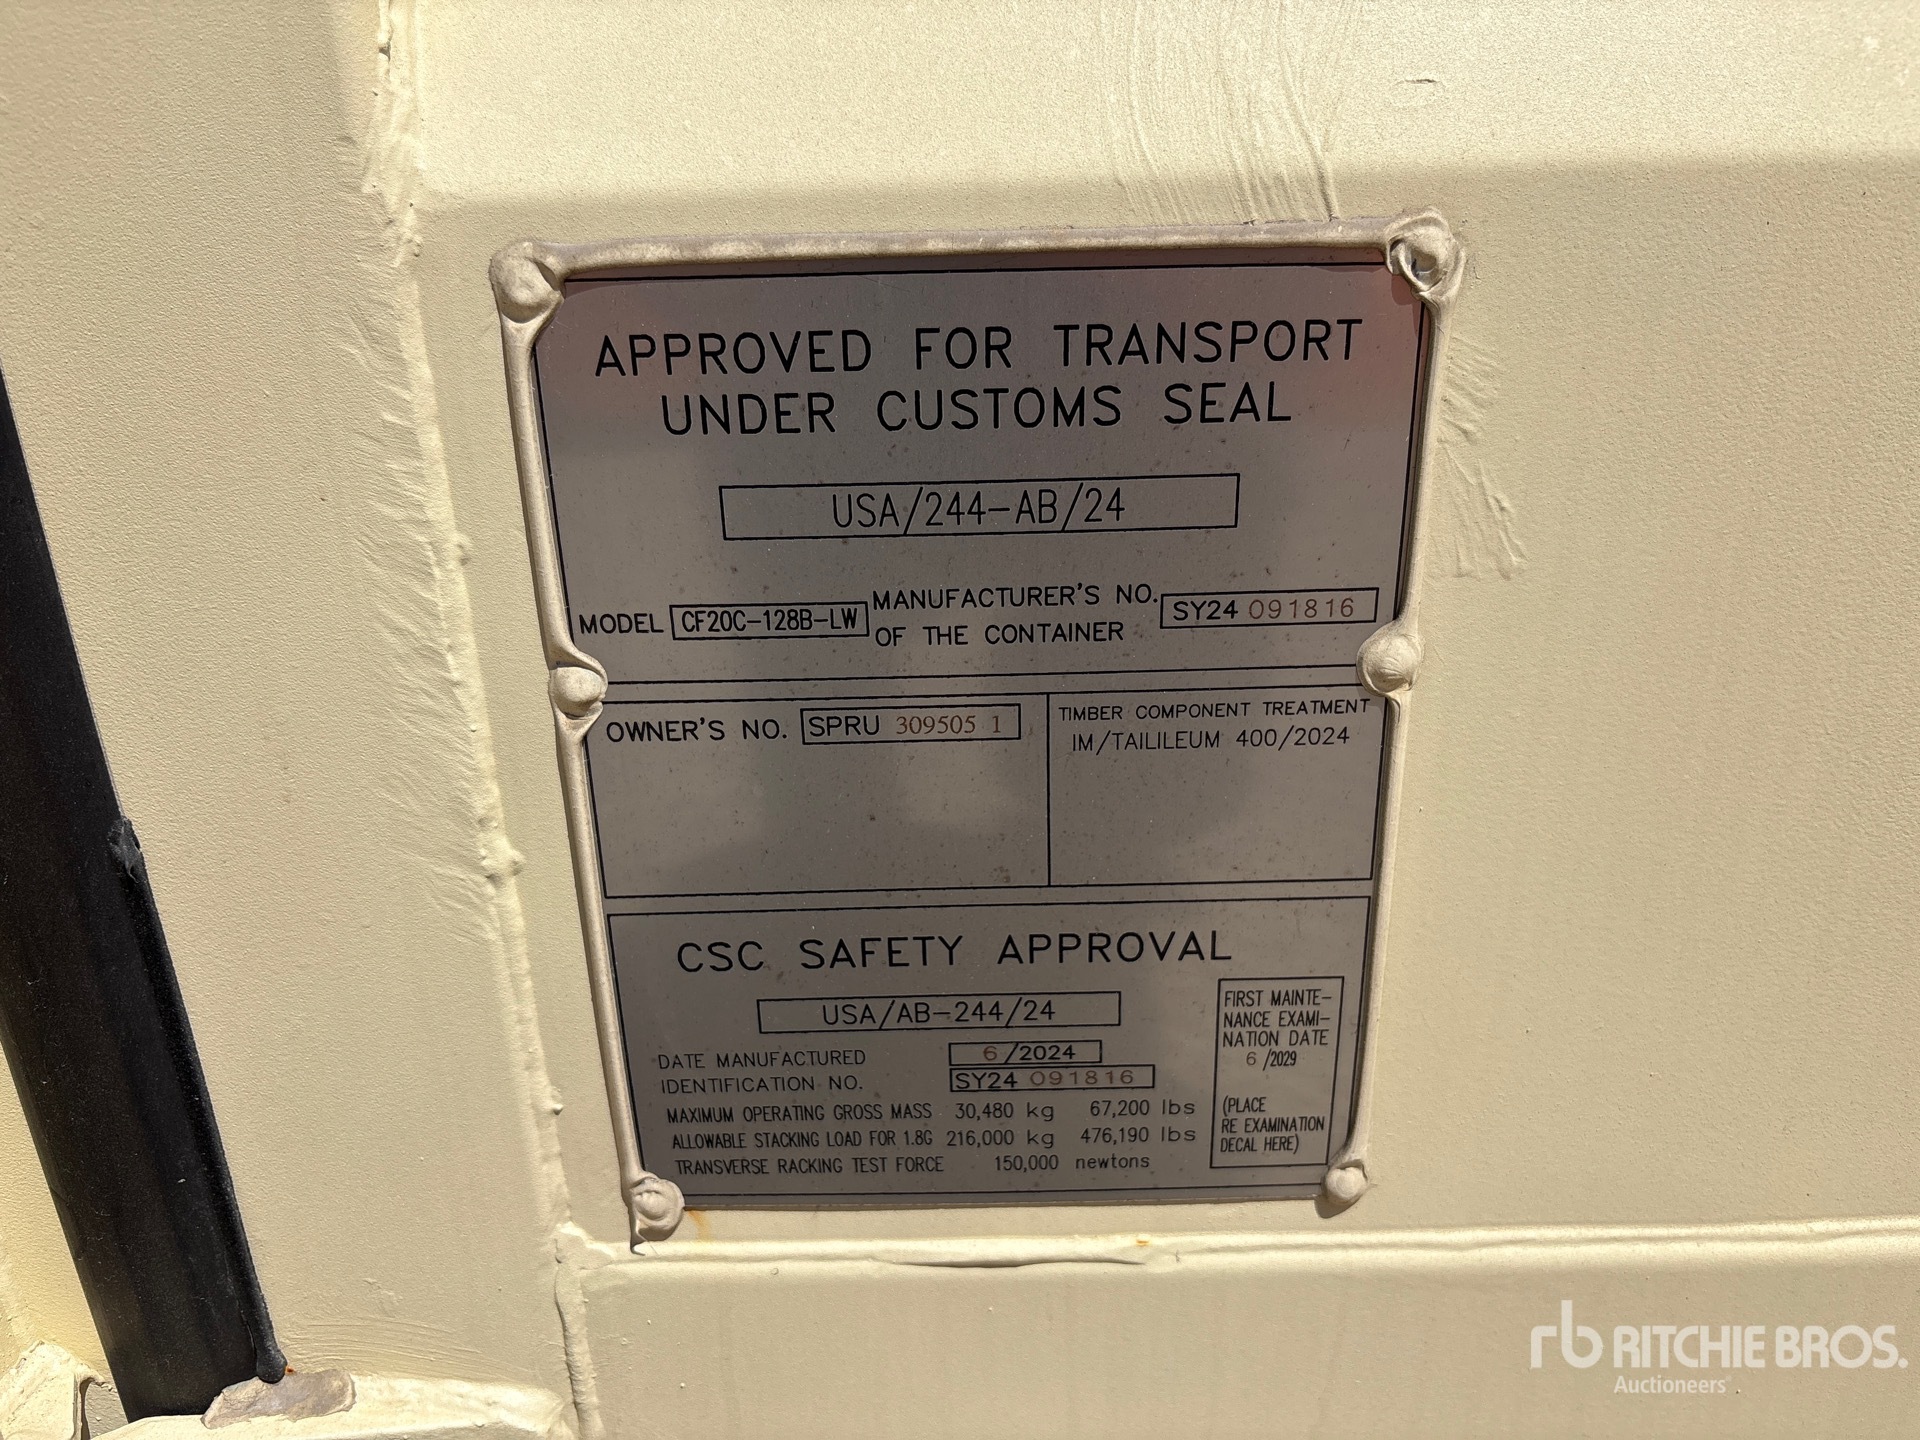 APPROVED FOR TRANSPORT
UNDER CUSTOMS SEAL
USA/244-AB/24
MODEL CF20C-128B-LW MANUFACTURER'S NO. OF THE CONTAINER SY24 091816
OWNER'S NO. SPRU 309505 1
TIMBER COMPONENT TREATMENT
IM/TAILILEUM 400/2024
CSC SAFETY APPROVAL
USA/AB-244/24
DATE MANUFACTURED 6/2024
IDENTIFICATION NO. SY24 091816
MAXIMUM OPERATING GROSS MASS 30,480 kg 67,200 lbs
ALLOWABLE STACKING LOAD FOR 1.8G 216,000 kg 476,190 lbs
TRANSVERSE RACKING TEST FORCE 150,000 newtons
FIRST MAINTE-
NANCE EXAMI-
NATION DATE
6 /2029
(PLACE
RE EXAMINATION
DECAL HERE)
rb RITCHIE BROS.
Auctioneers